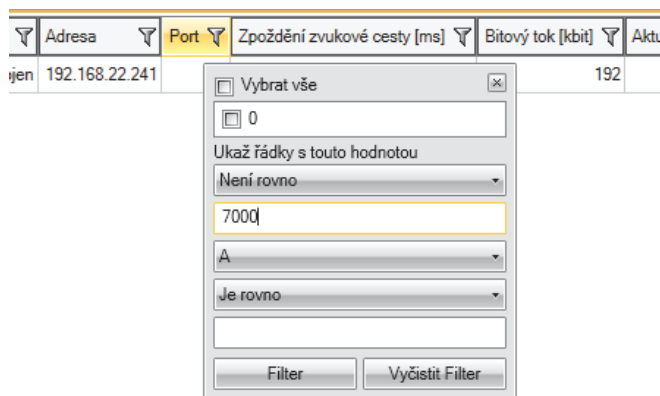 Adresa Port Zpoždění zvukové cesty [ms] Bitový tok [kbit]
192.168.22.241 192
Vybrat vše
0
Ukaž řádky s touto hodnotou
Není rovno
7000
A
Je rovno
Filter Vyčistit Filter